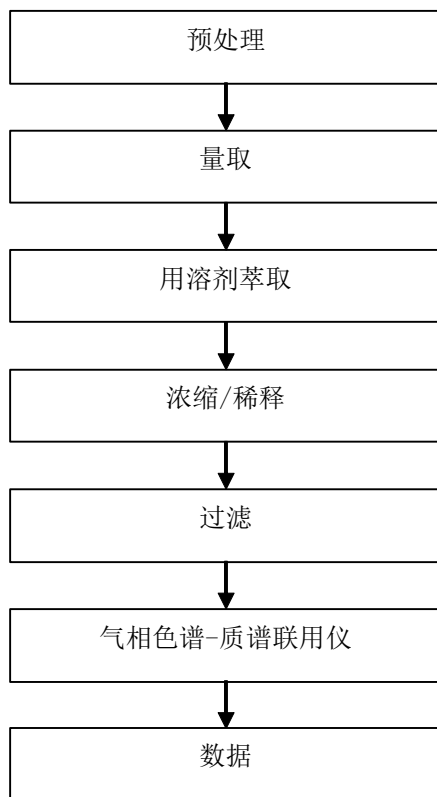 预处理
量取
用溶剂萃取
浓缩/稀释
过滤
气相色谱-质谱联用仪
数据